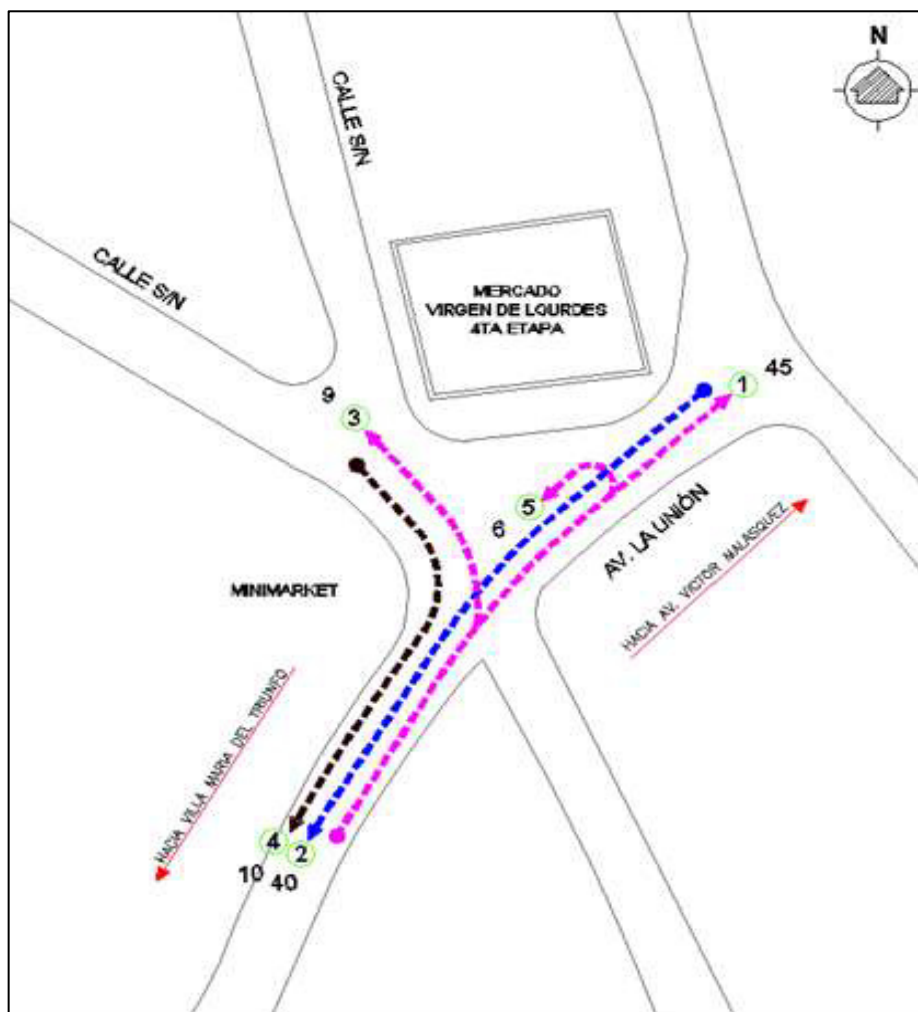 N
CALLE S/N
CALLE S/N
MERCADO
VIRGEN DE LOURDES
4TA ETAPA
1
45
9
3
5
6
AV. LA UNIÓN
HACIA AV. VICTOR MALASQUEZ
MINIMARKET
HACIA VILLA MARIA DEL TRIUNFO
4
2
10
40